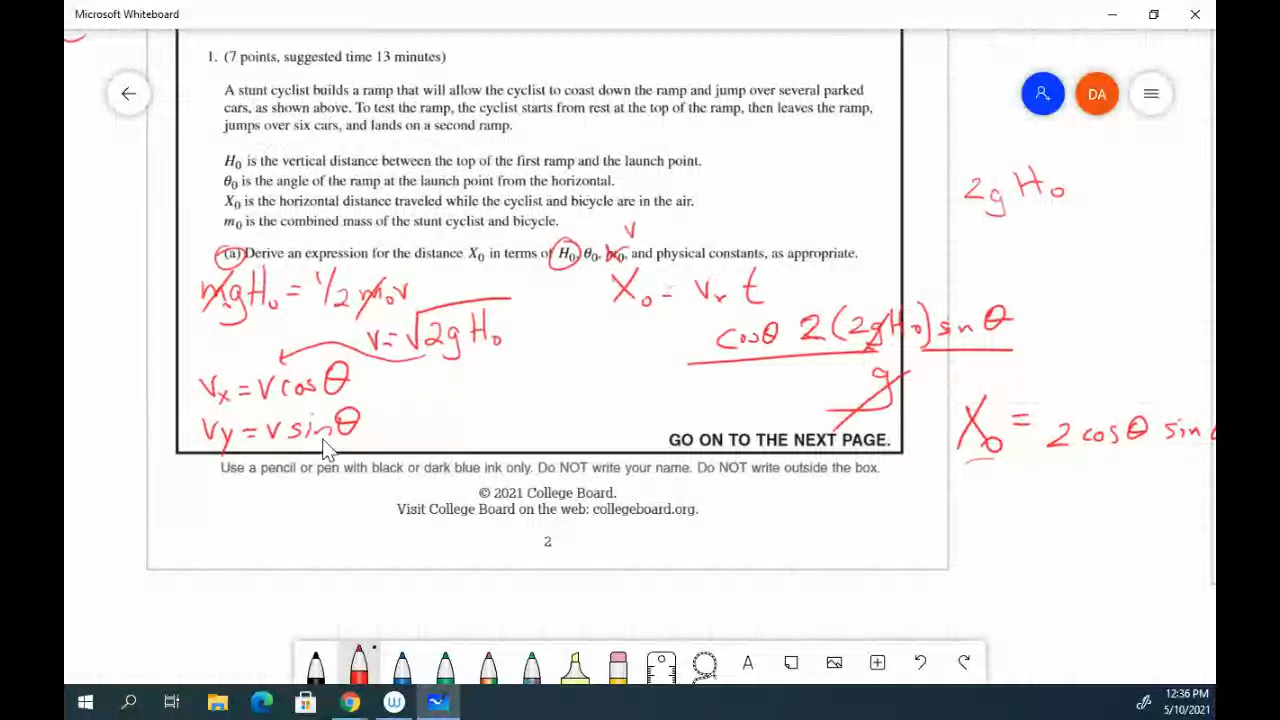 Microsoft Whiteboard
1. (7 points, suggested time 13 minutes)
A stunt cyclist builds a ramp that will allow the cyclist to coast down the ramp and jump over several parked
cars, as shown above. To test the ramp, the cyclist starts from rest at the top of the ramp, then leaves the ramp,
jumps over six cars, and lands on a second ramp.
H₀ is the vertical distance between the top of the first ramp and the launch point.
θ₀ is the angle of the ramp at the launch point from the horizontal.
X₀ is the horizontal distance traveled while the cyclist and bicycle are in the air.
m₀ is the combined mass of the stunt cyclist and bicycle.
v
(a) Derive an expression for the distance X₀ in terms of H₀, θ₀, m₀, and physical constants, as appropriate.
m₀gH₀ = 1/2 m₀v
v = √2gH₀
vₓ = v cos θ
vy = v sin θ
X₀ = vₓ t
cosθ 2(2gH₀) sin θ
g
GO ON TO THE NEXT PAGE.
2gH₀
X₀ = 2 cosθ sin
Use a pencil or pen with black or dark blue ink only. Do NOT write your name. Do NOT write outside the box.
© 2021 College Board.
Visit College Board on the web: collegeboard.org.
2
DA
A
12:36 PM
5/10/2021